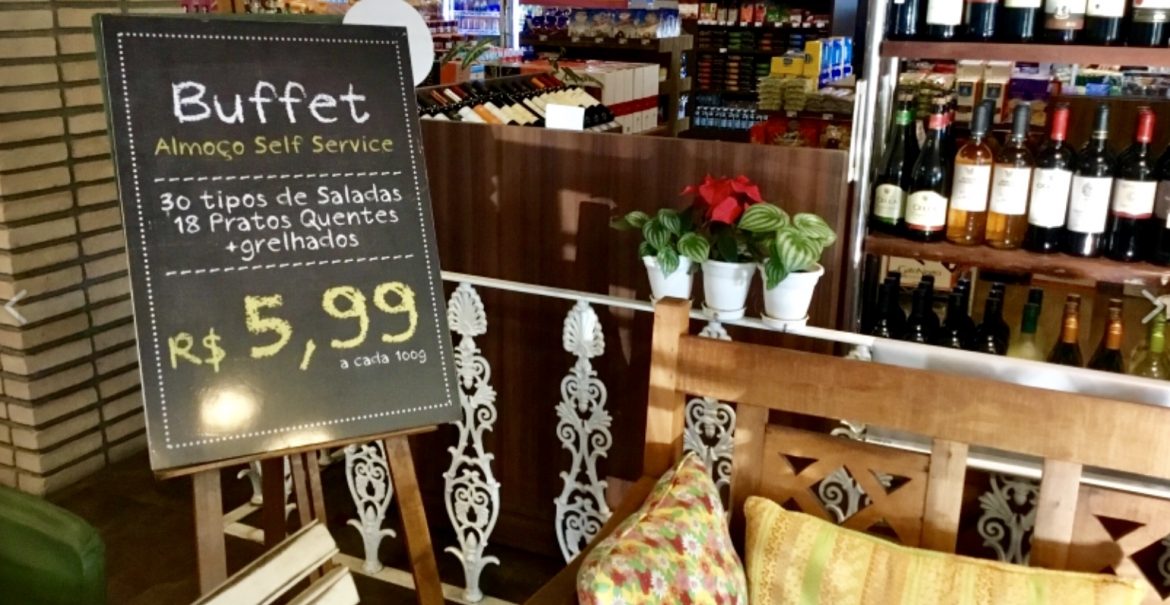 Buffet
Almoço Self Service
30 tipos de Saladas
18 Pratos Quentes
+grelhados
R$ 5,99
a cada 100g